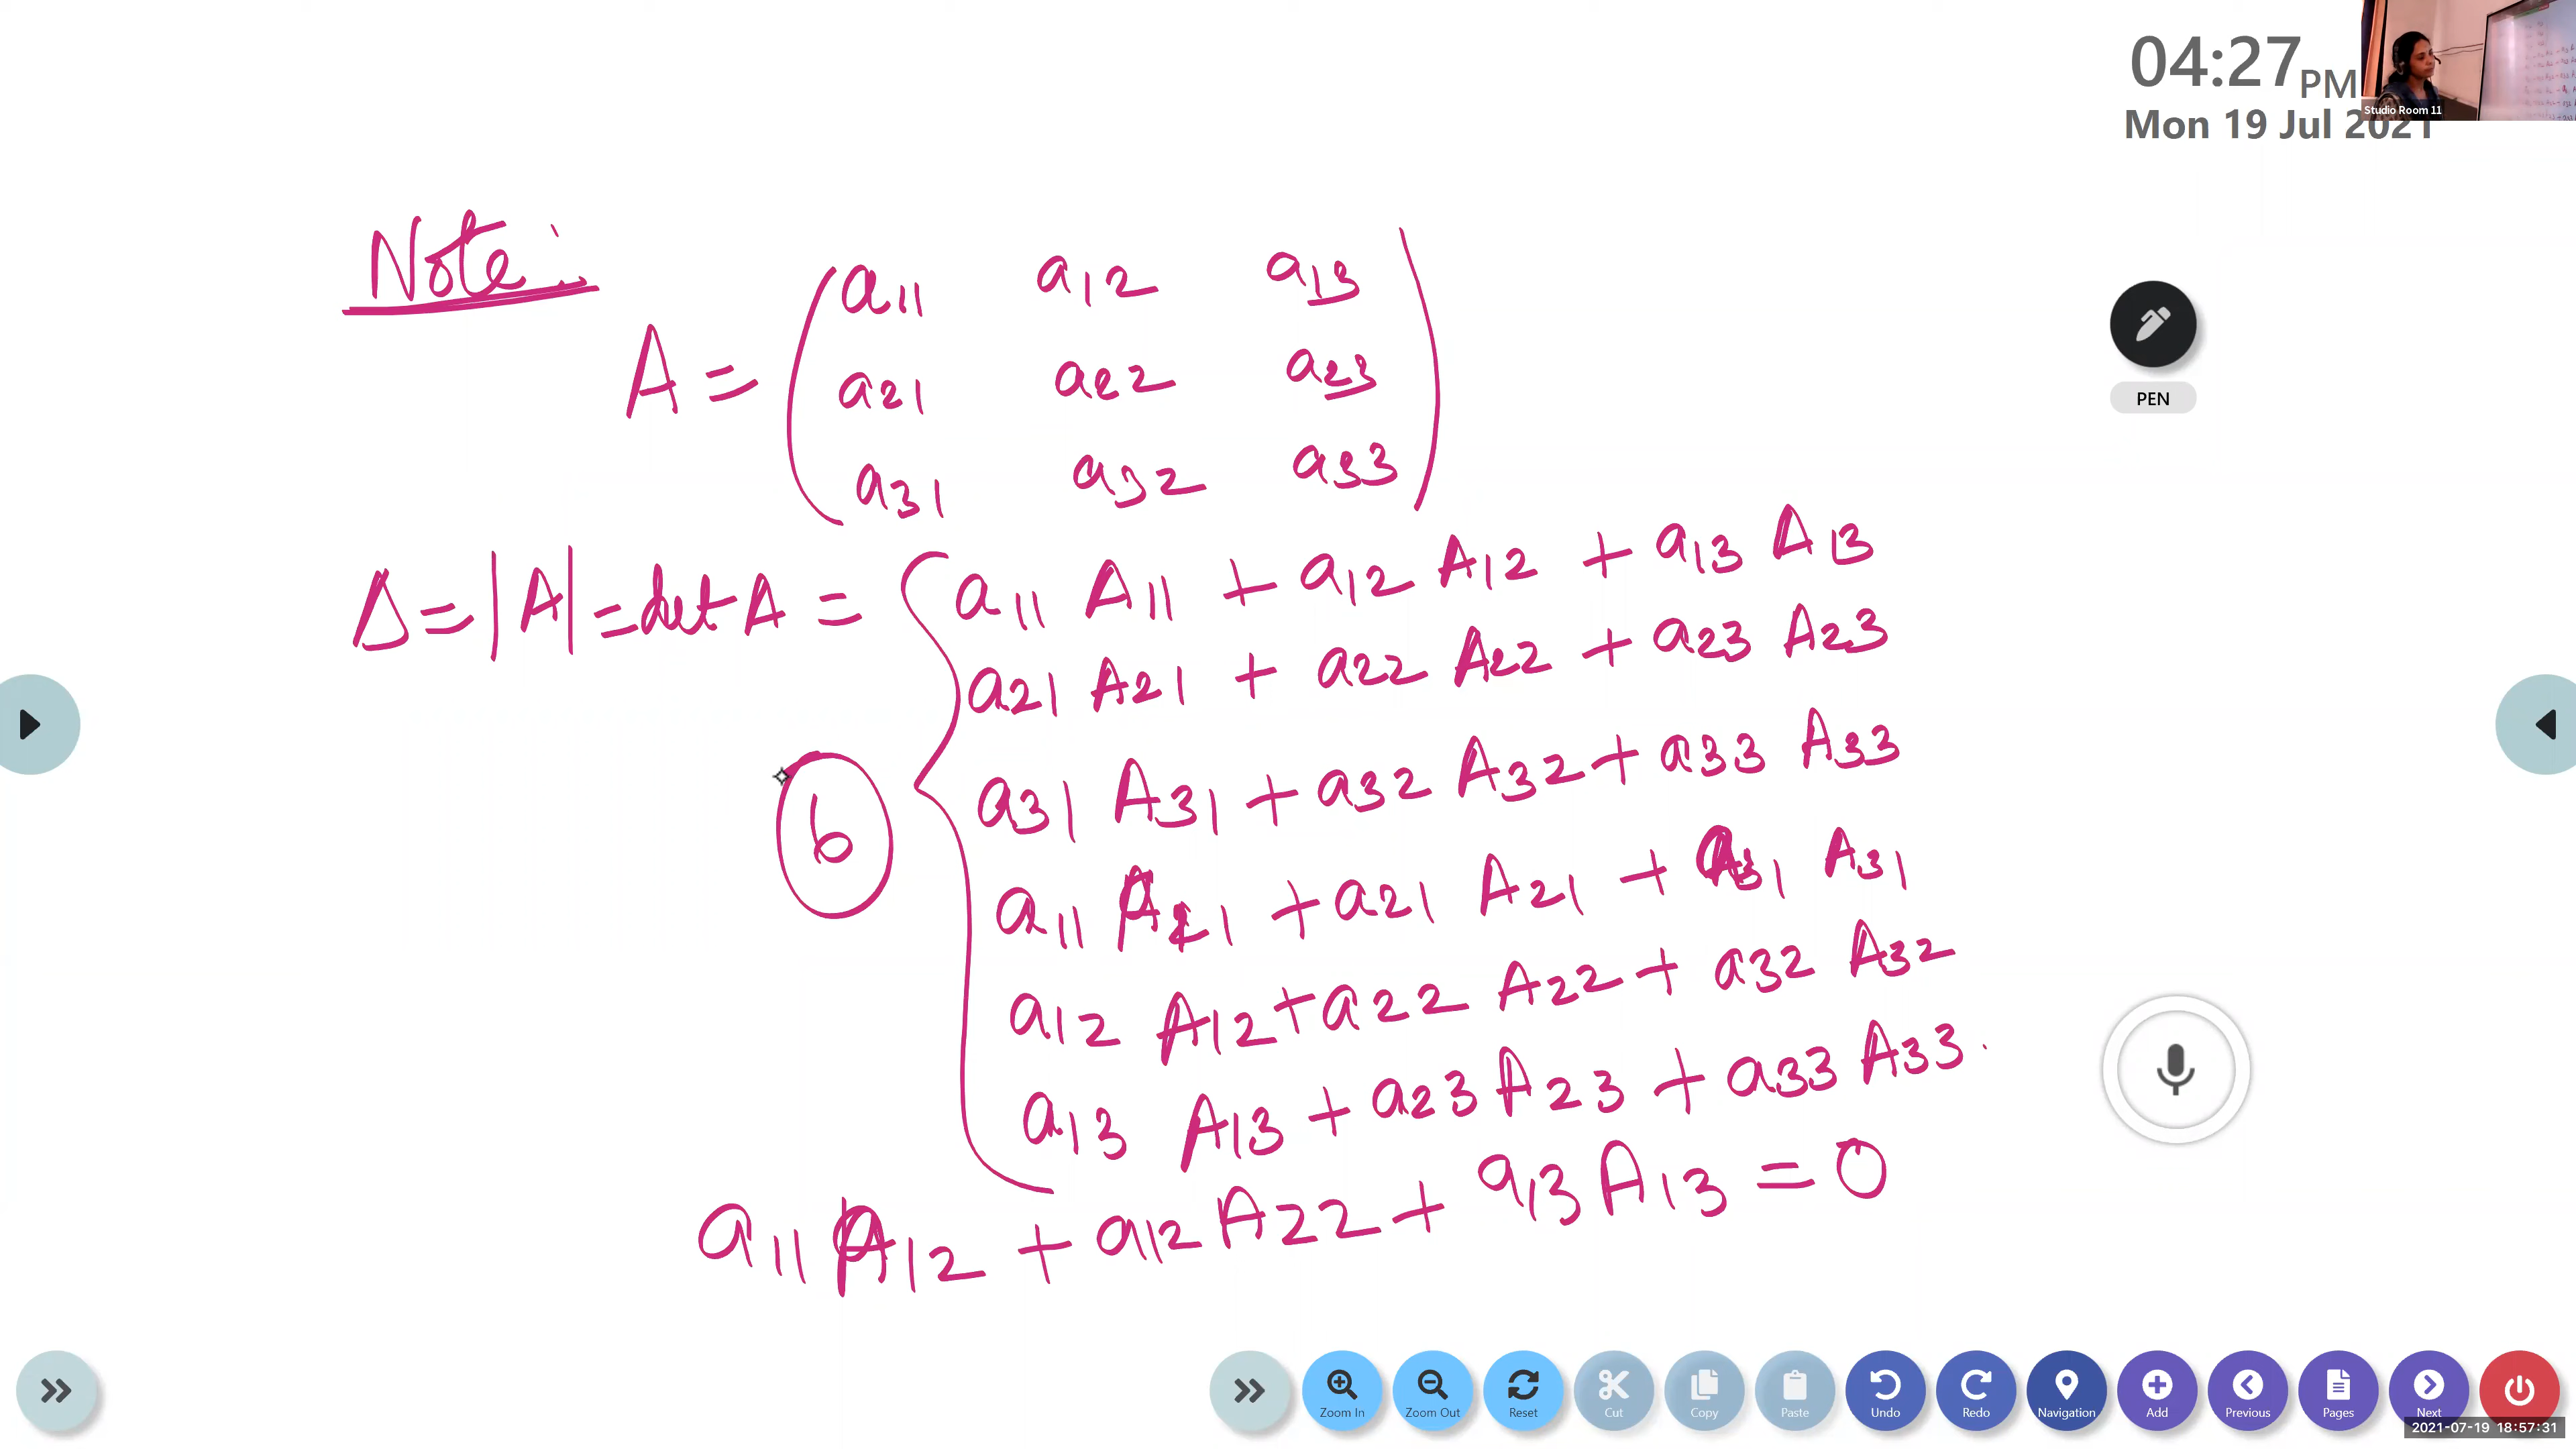 04:27 PM
Mon 19 Jul 2021
Studio Room 11
Note:
A = ( a11 a12 a13
a21 a22 a23
a31 a32 a33 )
PEN
Δ = |A| = det A = { a11 A11 + a12 A12 + a13 A13
a21 A21 + a22 A22 + a23 A23
a31 A31 + a32 A32 + a33 A33
6
a11 A21 + a21 A21 + a31 A31
a12 A12 + a22 A22 + a32 A32
a13 A13 + a23 A23 + a33 A33.
a11 A12 + a12 A22 + a13 A13 = 0
Zoom In Zoom Out Reset Cut Copy Paste Undo Redo Navigation Add Previous Pages Next
2021-07-19 18:57:31